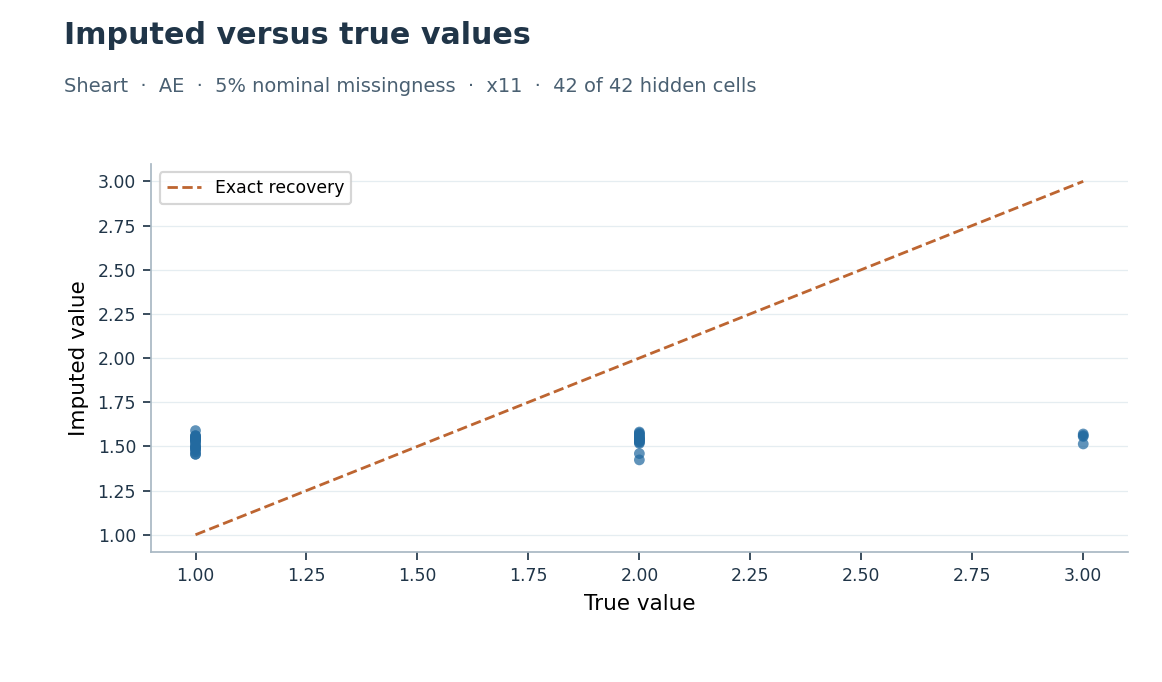 Imputed versus true values
Sheart · AE · 5% nominal missingness · x11 · 42 of 42 hidden cells
Exact recovery
Imputed value
3.00
2.75
2.50
2.25
2.00
1.75
1.50
1.25
1.00
1.00 1.25 1.50 1.75 2.00 2.25 2.50 2.75 3.00
True value